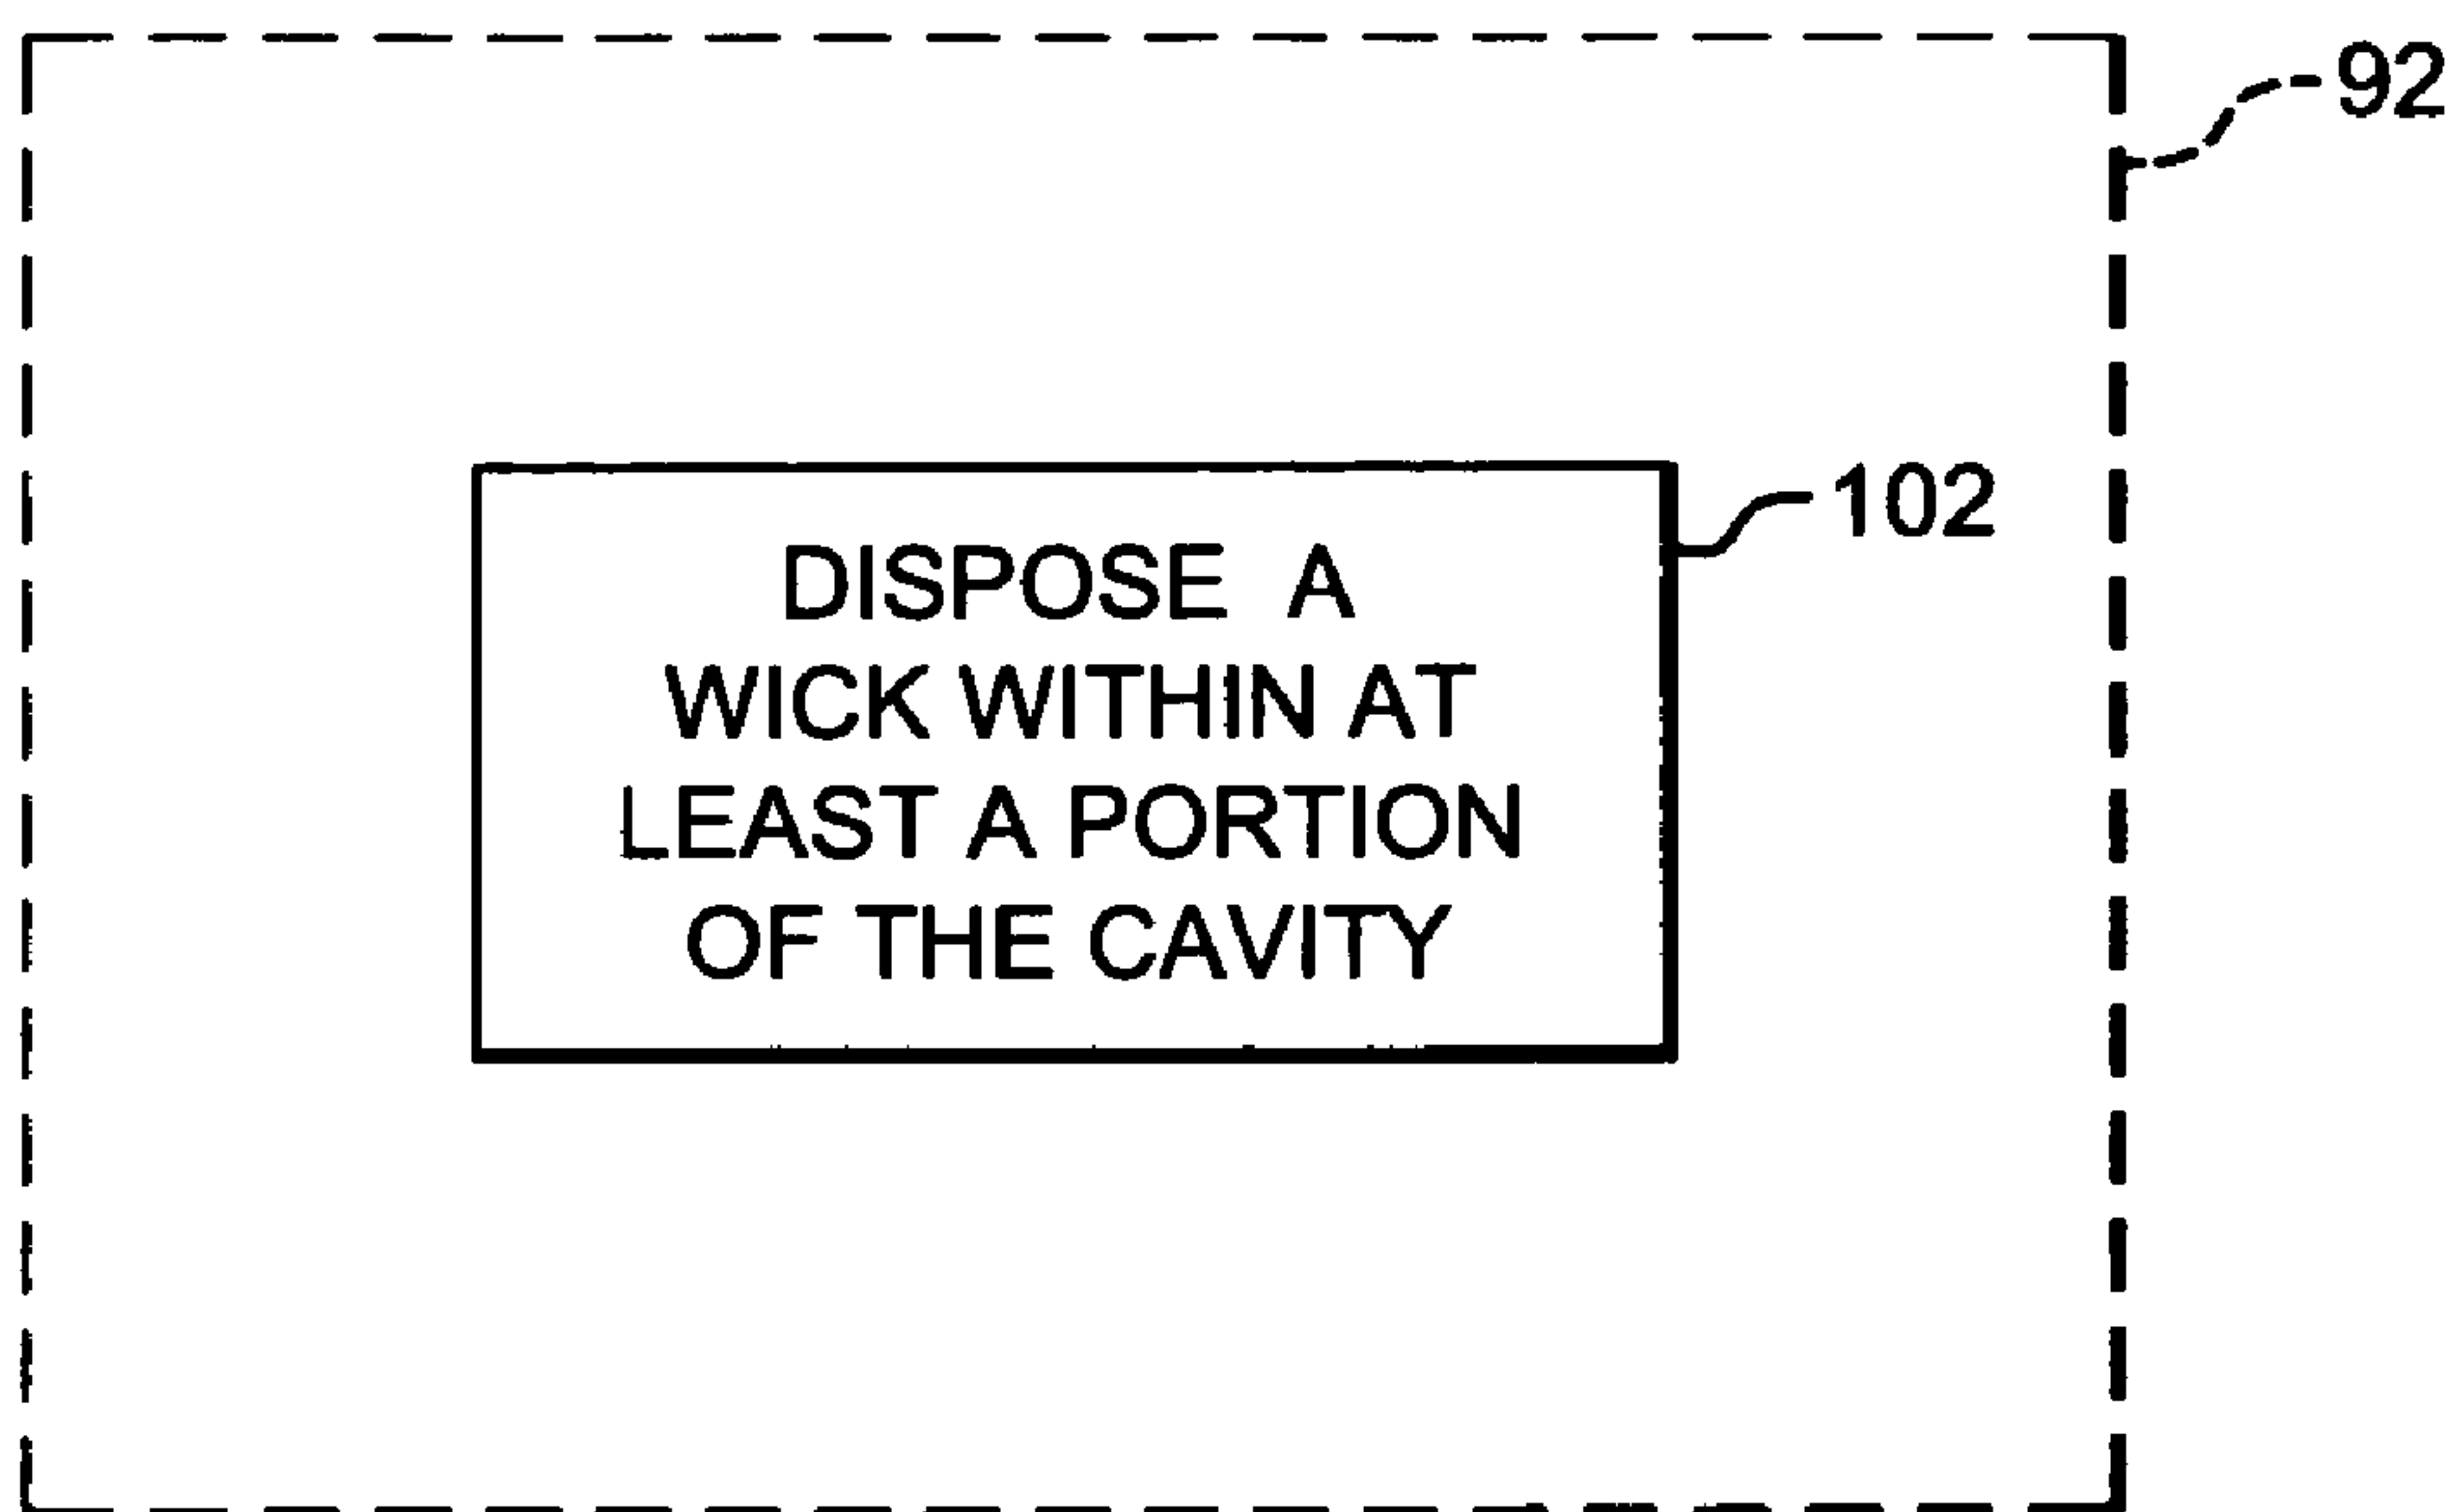 92
102
DISPOSE A
WICK WITHIN AT
LEAST A PORTION
OF THE CAVITY